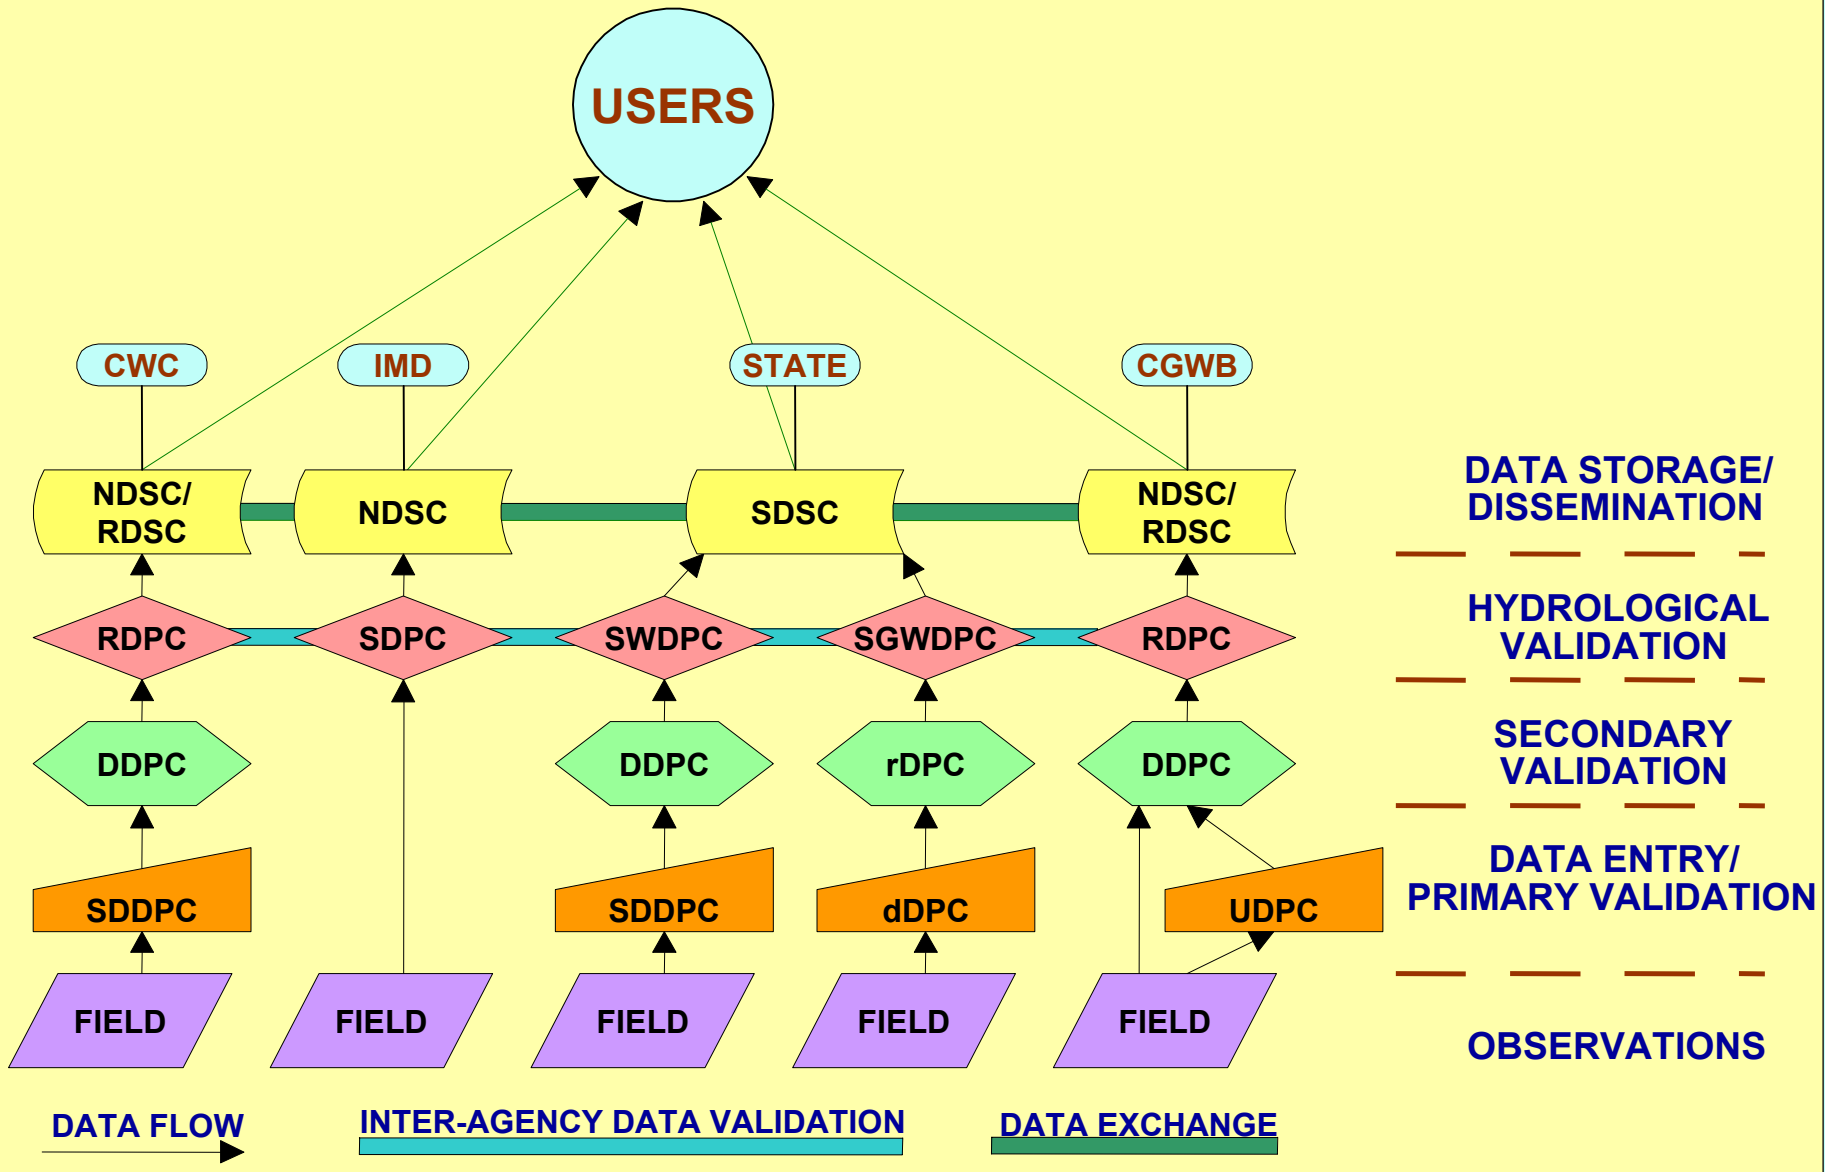 USERS
CWC
IMD
STATE
CGWB
NDSC/
RDSC
NDSC
SDSC
NDSC/
RDSC
DATA STORAGE/
DISSEMINATION
RDPC
SDPC
SWDPC
SGWDPC
RDPC
HYDROLOGICAL
VALIDATION
DDPC
DDPC
rDPC
DDPC
SECONDARY
VALIDATION
SDDPC
SDDPC
dDPC
UDPC
DATA ENTRY/
PRIMARY VALIDATION
FIELD
FIELD
FIELD
FIELD
FIELD
OBSERVATIONS
DATA FLOW
INTER-AGENCY DATA VALIDATION
DATA EXCHANGE